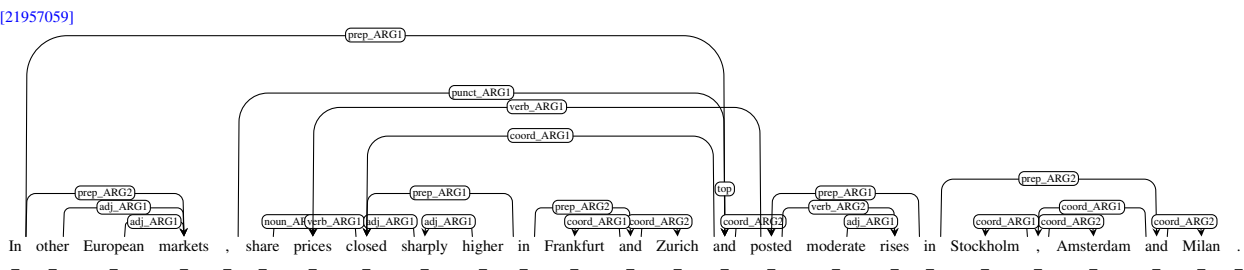 [21957059]
prep_ARG1
punct_ARG1
verb_ARG1
coord_ARG1
prep_ARG2 prep_ARG1 top prep_ARG1 prep_ARG2
adj_ARG1 prep_ARG2 verb_ARG2 coord_ARG1
adj_ARG1 verb_ARG1 adj_ARG1 adj_ARG1 coord_ARG1 coord_ARG2 coord_ARG2 adj_ARG1 coord_ARG1 coord_ARG2 coord_ARG2
In other European markets , share prices closed sharply higher in Frankfurt and Zurich and posted moderate rises in Stockholm , Amsterdam and Milan .
_ _ _ _ _ _ _ _ _ _ _ _ _ _ _ _ _ _ _ _ _ _ _ _ _